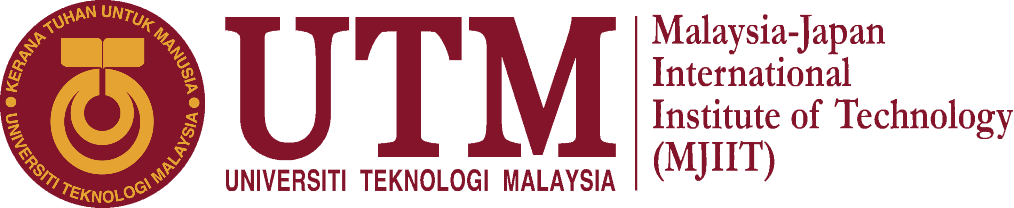 KERANA TUHAN UNTUK MANUSIA
UNIVERSITI TEKNOLOGI MALAYSIA
UTM
UNIVERSITI TEKNOLOGI MALAYSIA
Malaysia-Japan
International
Institute of Technology
(MJIIT)